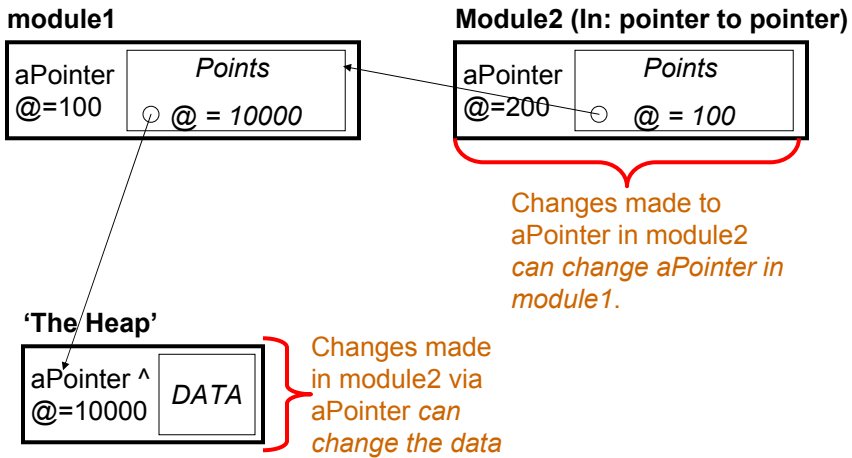 module1
aPointer
@=100
Points
@ = 10000
Module2 (In: pointer to pointer)
aPointer
@=200
Points
@ = 100
Changes made to
aPointer in module2
can change aPointer in
module1.
‘The Heap’
aPointer ^
@=10000
DATA
Changes made
in module2 via
aPointer can
change the data